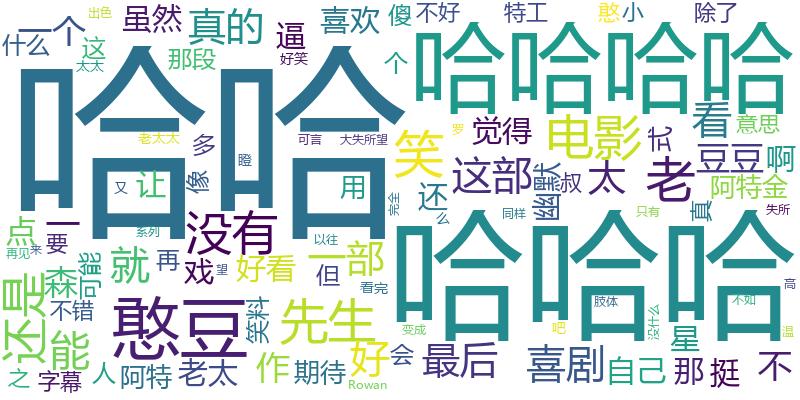 出色
一个
虽然
真的
逼
喜欢
傻
不好
特工
憨
小
除了
什么
这
太太
那段
好笑
个
哈哈哈哈
哈哈
老太太
多
可言
大失所望
笑
觉得
电影
式
看
意思
罗
瞪
又
让
像
用
还
这部
幽默
叔
太
老
豆豆
啊
阿特金
真
失所
只有
同样
完全
么
点
一
要
没有
系列
再见
来
以往
一部
哈哈哈
还是
森
可能
就
再
戏
好看
望
但
看完
高
不错
憨豆
笑料
先生
变成
肢体
吧
没什么
不如
温
能
星
之
字幕
人
阿特
老太
作
期待
好
会
最后
喜剧
自己
那
挺
不
Rowan